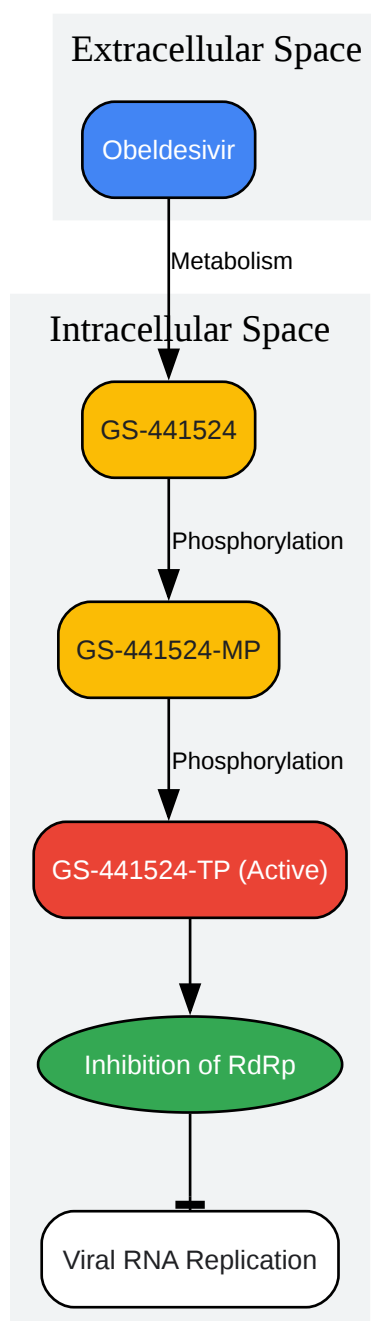 Extracellular Space
Obeldesivir
Metabolism
Intracellular Space
GS-441524
Phosphorylation
GS-441524-MP
Phosphorylation
GS-441524-TP (Active)
Inhibition of RdRp
Viral RNA Replication